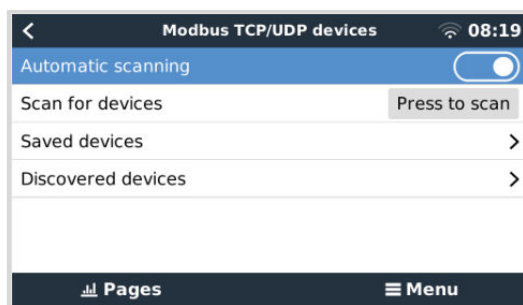 Modbus TCP/UDP devices 08:19
Automatic scanning
Scan for devices Press to scan
Saved devices
Discovered devices
Pages Menu